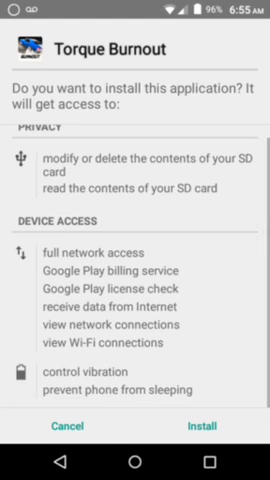 96% 6:55 AM
Torque Burnout
Do you want to install this application? It
will get access to:
PRIVACY
modify or delete the contents of your SD
card
read the contents of your SD card
DEVICE ACCESS
full network access
Google Play billing service
Google Play license check
receive data from Internet
view network connections
view Wi-Fi connections
control vibration
prevent phone from sleeping
Cancel Install